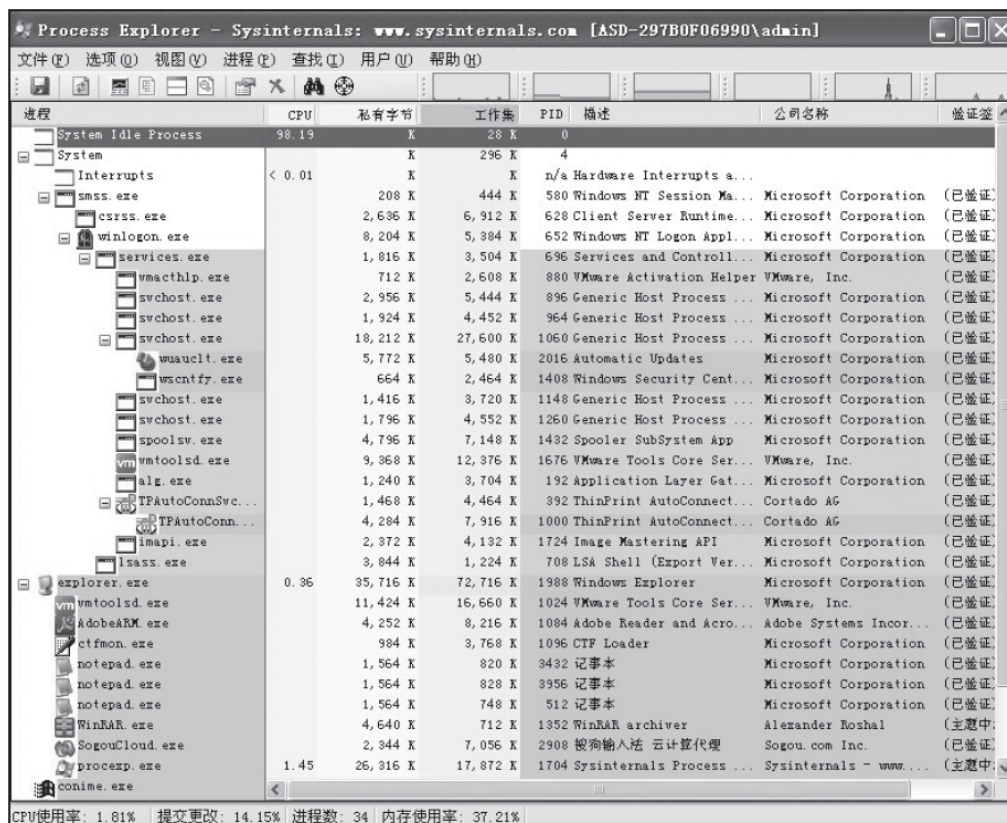 Process Explorer - Sysinternals: www.sysinternals.com [ASD-297B0F06990\admin]
文件(F) 选项(O) 视图(V) 进程(P) 查找(I) 用户(U) 帮助(H)
进程 CPU 私有字节 工作集 PID 描述 公司名称 验证签
System Idle Process 98.19 K 28 K 0
System K 296 K 4
Interrupts < 0.01 K K n/a Hardware Interrupts a...
smss.exe 208 K 444 K 580 Windows NT Session Ma... Microsoft Corporation (已验证)
csrss.exe 2,636 K 6,912 K 628 Client Server Runtime... Microsoft Corporation (已验证)
winlogon.exe 8,204 K 5,384 K 652 Windows NT Logon Appl... Microsoft Corporation (已验证)
services.exe 1,816 K 3,504 K 696 Services and Controll... Microsoft Corporation (已验证)
vmacthlp.exe 712 K 2,608 K 880 VMware Activation Helper VMware, Inc. (已验证)
svchost.exe 2,956 K 5,444 K 896 Generic Host Process ... Microsoft Corporation (已验证)
svchost.exe 1,924 K 4,452 K 964 Generic Host Process ... Microsoft Corporation (已验证)
svchost.exe 18,212 K 27,600 K 1060 Generic Host Process ... Microsoft Corporation (已验证)
wuauclt.exe 5,772 K 5,480 K 2016 Automatic Updates Microsoft Corporation (已验证)
wscntfy.exe 664 K 2,464 K 1408 Windows Security Cent... Microsoft Corporation (已验证)
svchost.exe 1,416 K 3,720 K 1148 Generic Host Process ... Microsoft Corporation (已验证)
svchost.exe 1,796 K 4,552 K 1260 Generic Host Process ... Microsoft Corporation (已验证)
spoolsv.exe 4,796 K 7,148 K 1432 Spooler SubSystem App Microsoft Corporation (已验证)
vmtoolsd.exe 9,368 K 12,376 K 1676 VMware Tools Core Ser... VMware, Inc. (已验证)
alg.exe 1,240 K 3,704 K 192 Application Layer Gat... Microsoft Corporation (已验证)
TPAutoConnSvc... 1,468 K 4,464 K 392 ThinPrint AutoConnect... Cortado AG (已验证)
TPAutoConn... 4,284 K 7,916 K 1000 ThinPrint AutoConnect... Cortado AG (已验证)
imapi.exe 2,372 K 4,132 K 1724 Image Mastering API Microsoft Corporation (已验证)
lsass.exe 3,844 K 1,224 K 708 LSA Shell (Export Ver... Microsoft Corporation (已验证)
explorer.exe 0.36 35,716 K 72,716 K 1988 Windows Explorer Microsoft Corporation (已验证)
vmtoolsd.exe 11,424 K 16,660 K 1024 VMware Tools Core Ser... VMware, Inc. (已验证)
AdobeARM.exe 4,252 K 8,216 K 1084 Adobe Reader and Acro... Adobe Systems Incor... (已验证)
ctfmon.exe 984 K 3,768 K 1096 CTF Loader Microsoft Corporation (已验证)
notepad.exe 1,564 K 820 K 3432 记事本 Microsoft Corporation (已验证)
notepad.exe 1,564 K 828 K 3956 记事本 Microsoft Corporation (已验证)
notepad.exe 1,564 K 748 K 512 记事本 Microsoft Corporation (已验证)
WinRAR.exe 4,640 K 712 K 1352 WinRAR archiver Alexander Roshal (主题中:
SogouCloud.exe 2,344 K 7,056 K 2908 搜狗输入法 云计算代理 Sogou.com Inc. (已验证)
procexp.exe 1.45 26,316 K 17,872 K 1704 Sysinternals Process ... Sysinternals - www.... (主题中:
conime.exe
CPU使用率: 1.81% 提交更改: 14.15% 进程数: 34 内存使用率: 37.21%